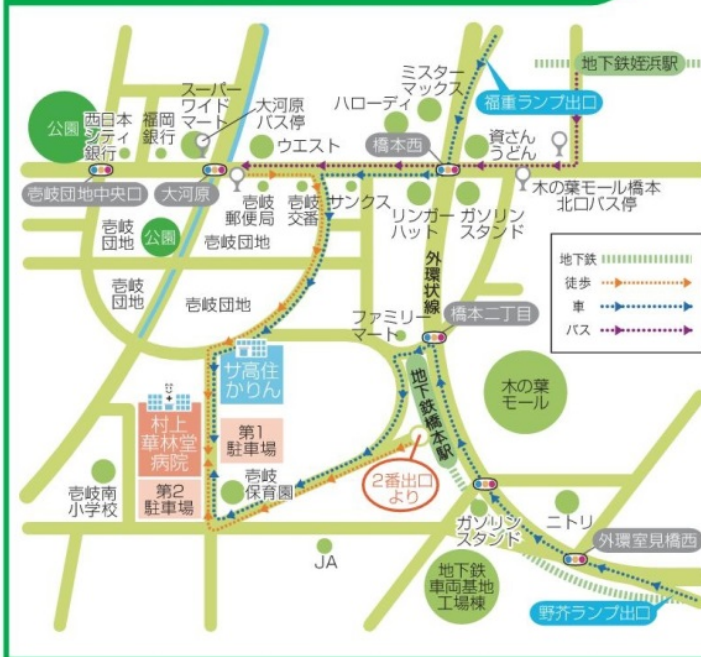 地下鉄姪浜駅
福重ランプ出口
ミスター
マックス
ハローデイ
スーパー
ワイド
マート
大河原
バス停
ウエスト
橋本西
資さん
うどん
公園
西日本
シティ
銀行
福岡
銀行
壱岐団地中央口
大河原
壱岐
郵便局
壱岐
交番
サンクス
リンガー
ハット
ガソリン
スタンド
木の葉モール橋本
北口バス停
壱岐
団地
公園
壱岐団地
壱岐
団地
壱岐団地
外環状線
地下鉄
徒歩
車
バス
ファミリー
マート
橋本二丁目
サ高住
かりん
地下鉄橋本駅
木の葉
モール
村上
華林堂
病院
第1
駐車場
第2
駐車場
壱岐
保育園
2番出口
より
壱岐南
小学校
ガソリン
スタンド
ニトリ
外環室見橋西
JA
地下鉄
車両基地
工場棟
野芥ランプ出口